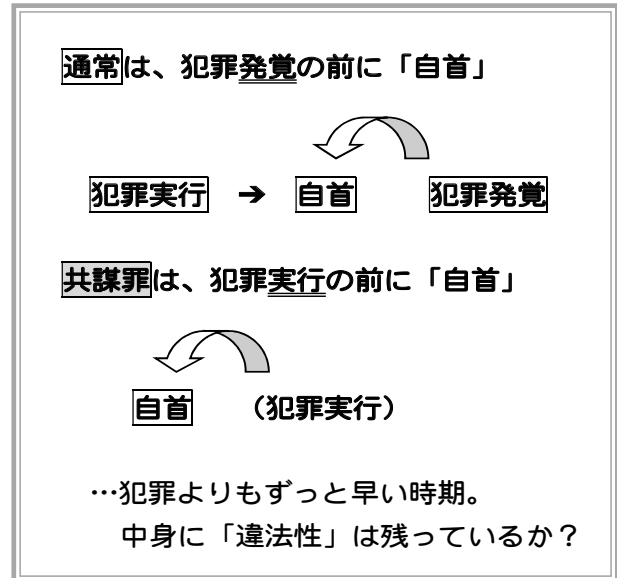 通常は、犯罪発覚の前に「自首」
犯罪実行 ➔ 自首 犯罪発覚
共謀罪は、犯罪実行の前に「自首」
自首 （犯罪実行）
…犯罪よりもずっと早い時期。
中身に「違法性」は残っているか？